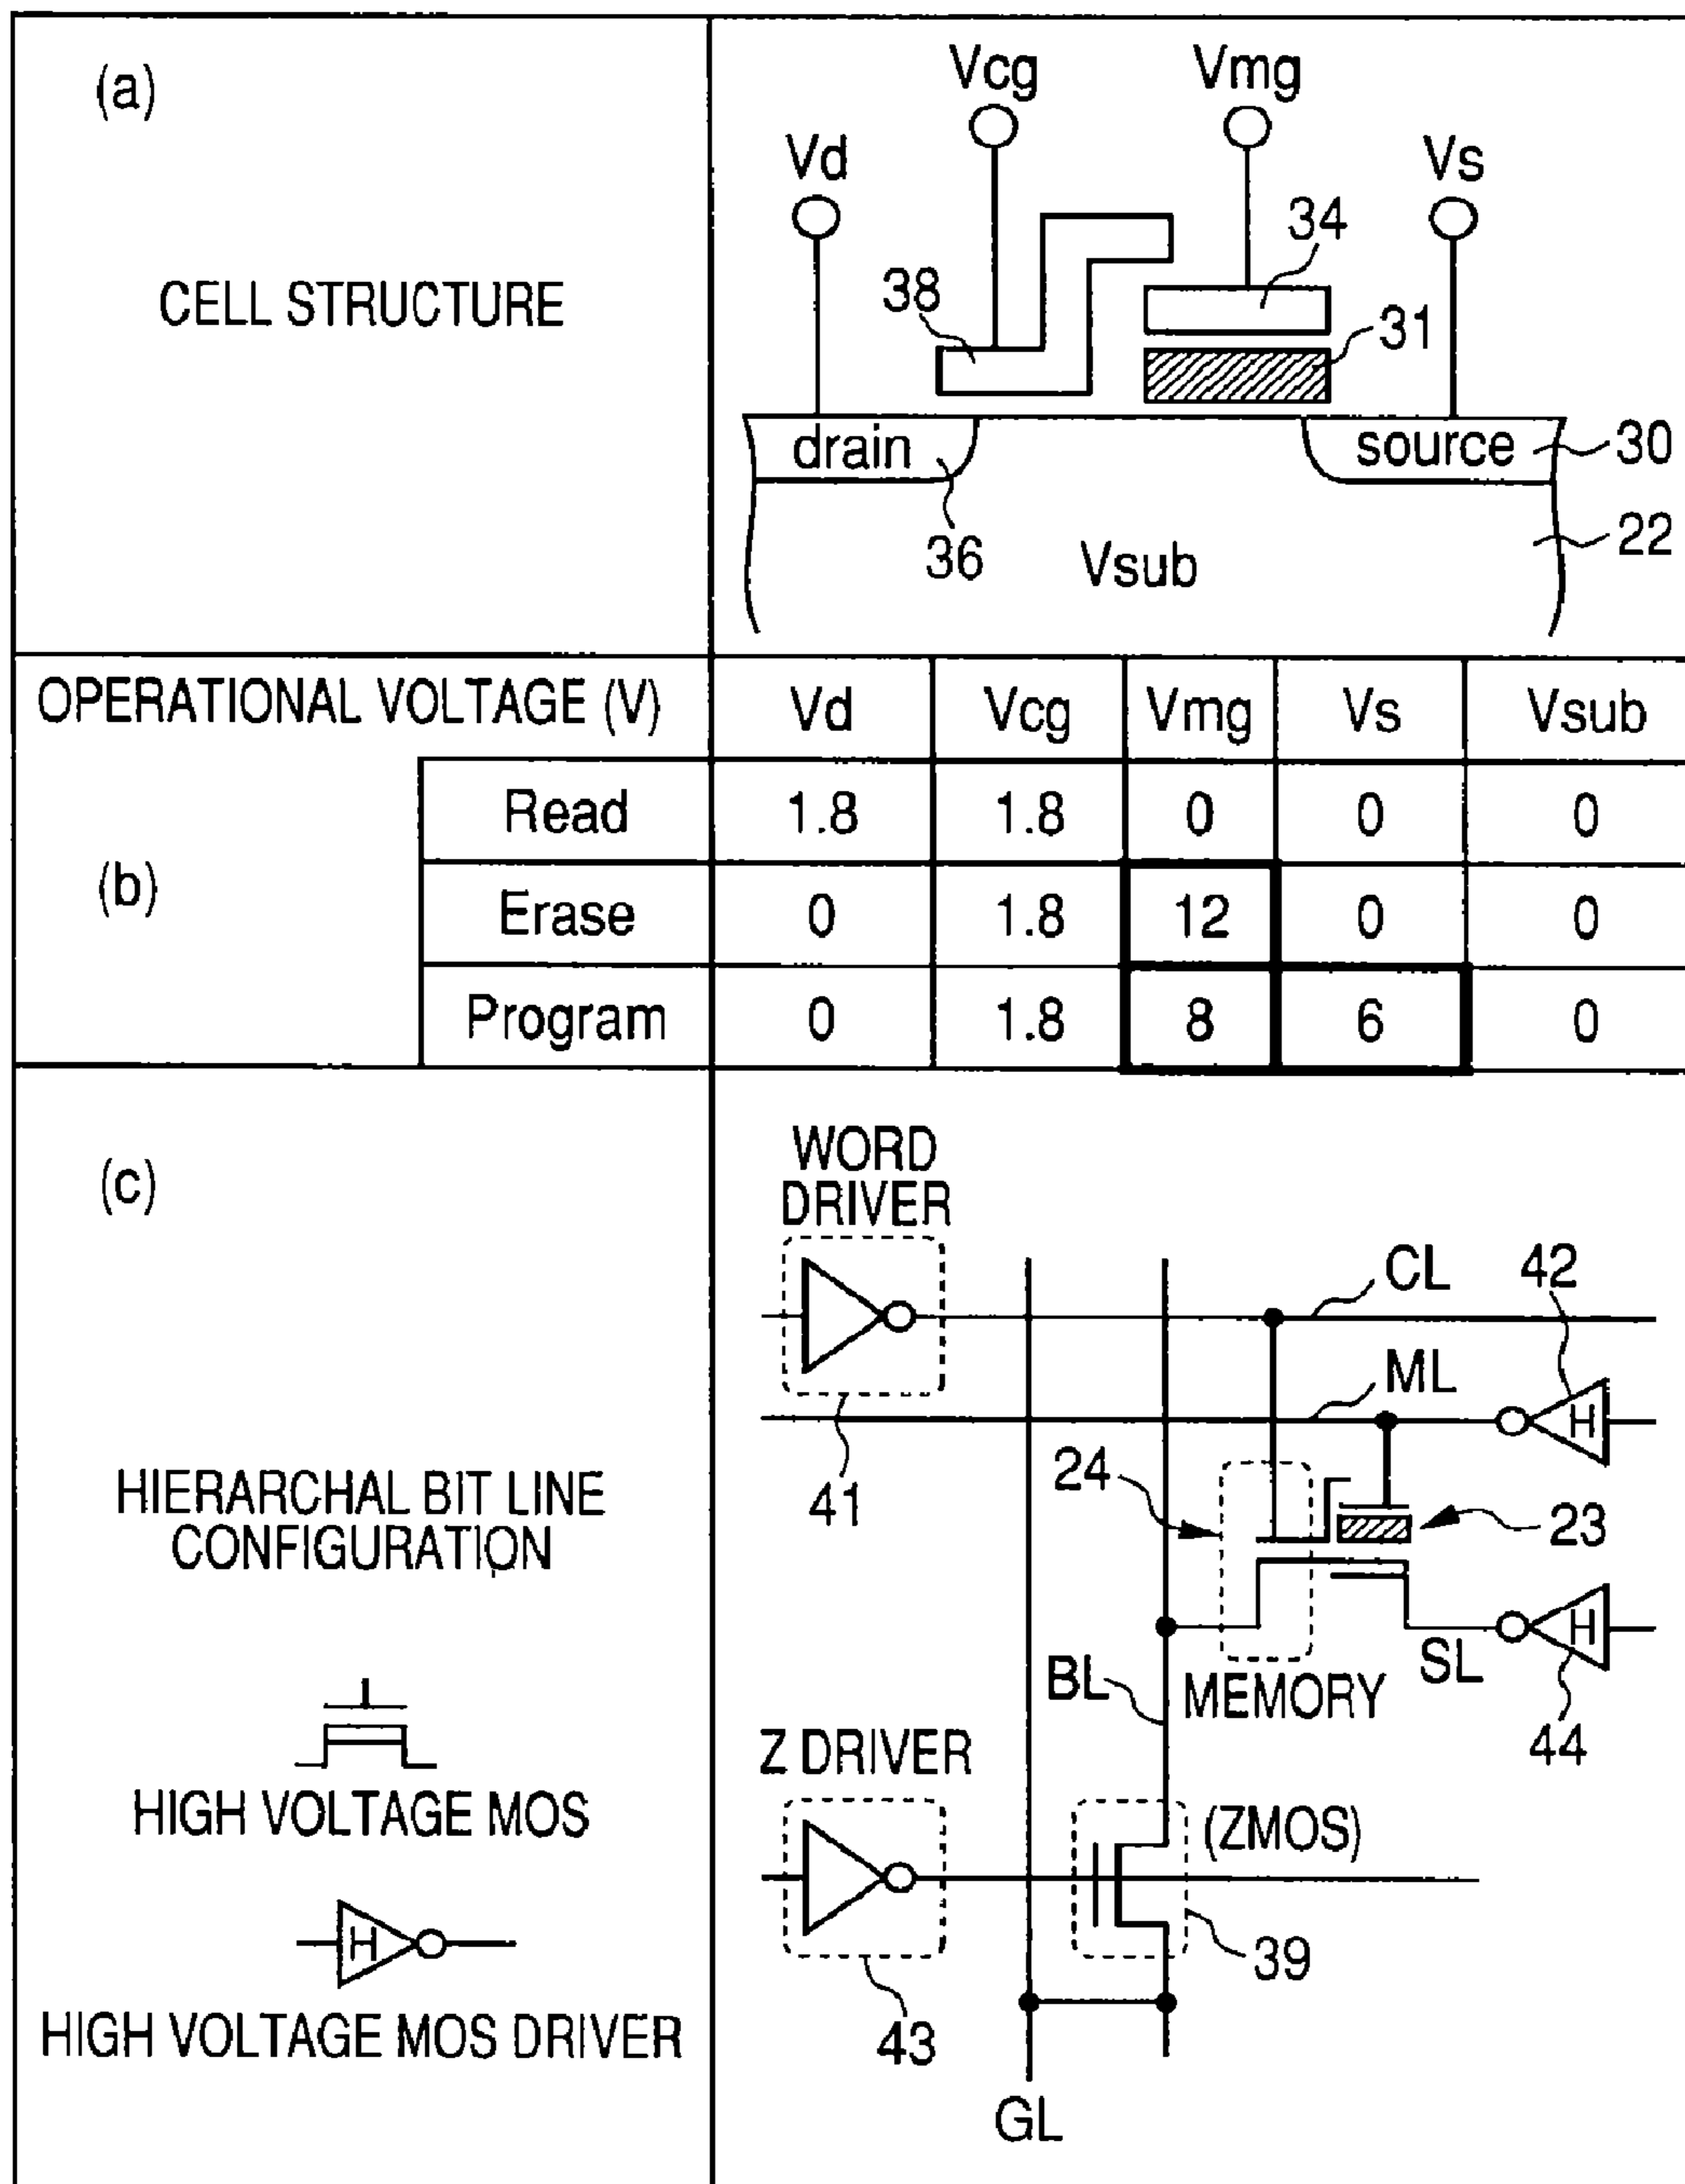 (a)
CELL STRUCTURE
Vcg
Vmg
Vd
Vs
34
38
31
drain
source
30
36
Vsub
22
OPERATIONAL VOLTAGE (V) Vd Vcg Vmg Vs Vsub
(b)
Read 1.8 1.8 0 0 0
Erase 0 1.8 12 0 0
Program 0 1.8 8 6 0
(c)
HIERARCHAL BIT LINE
CONFIGURATION
HIGH VOLTAGE MOS
H
HIGH VOLTAGE MOS DRIVER
WORD
DRIVER
CL
42
ML
H
41
24
23
BL
MEMORY
SL
H
44
Z DRIVER
(ZMOS)
39
43
GL